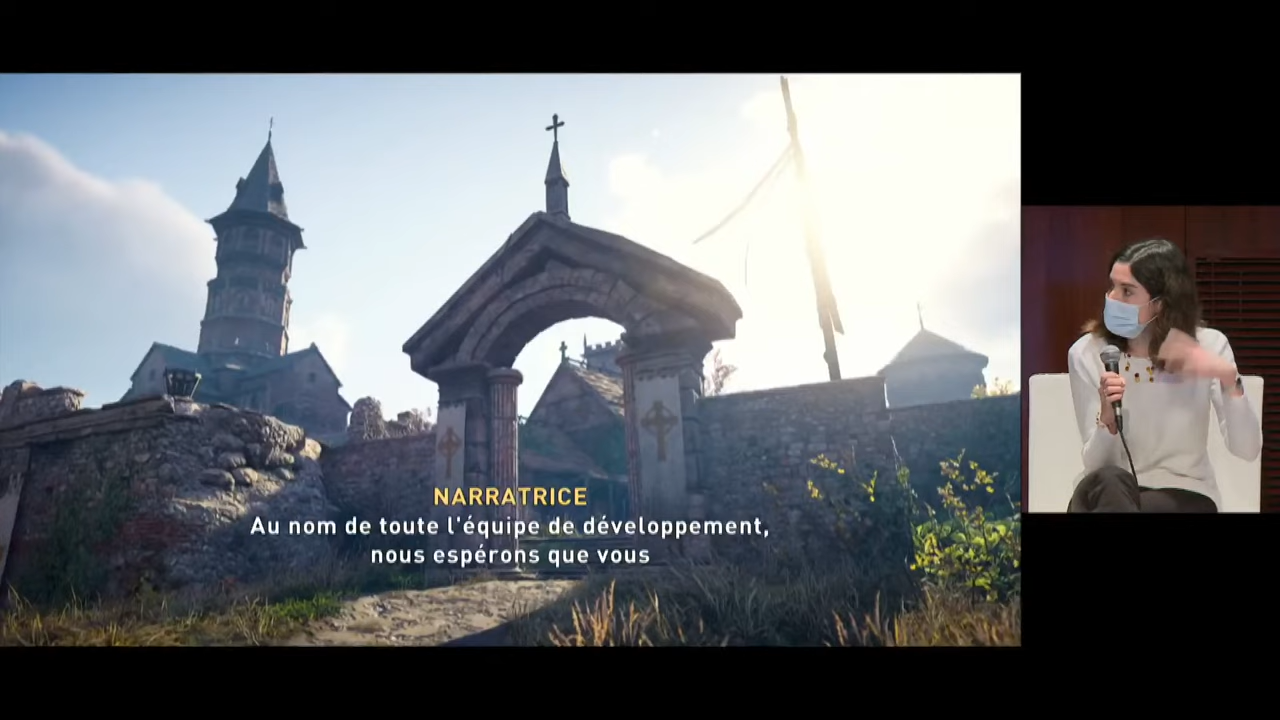 NARRATRICE
Au nom de toute l'équipe de développement,
nous espérons que vous